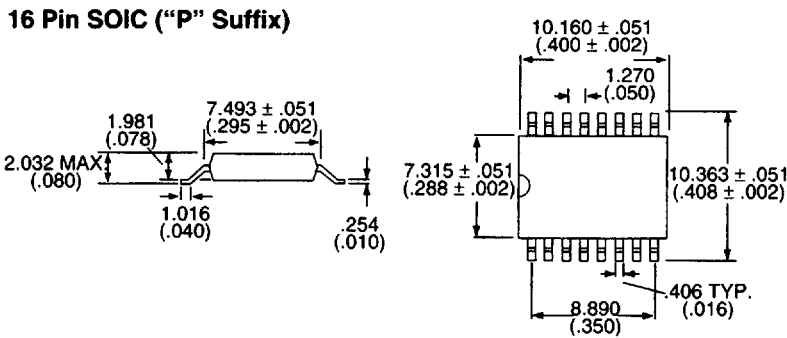 16 Pin SOIC (“P” Suffix)
10.160 ± .051
(.400 ± .002)
1.270
(.050)
1.981
(.078)
7.493 ± .051
(.295 ± .002)
2.032 MAX
(.080)
7.315 ± .051
(.288 ± .002)
10.363 ± .051
(.408 ± .002)
1.016
(.040)
.254
(.010)
.406 TYP.
(.016)
8.890
(.350)